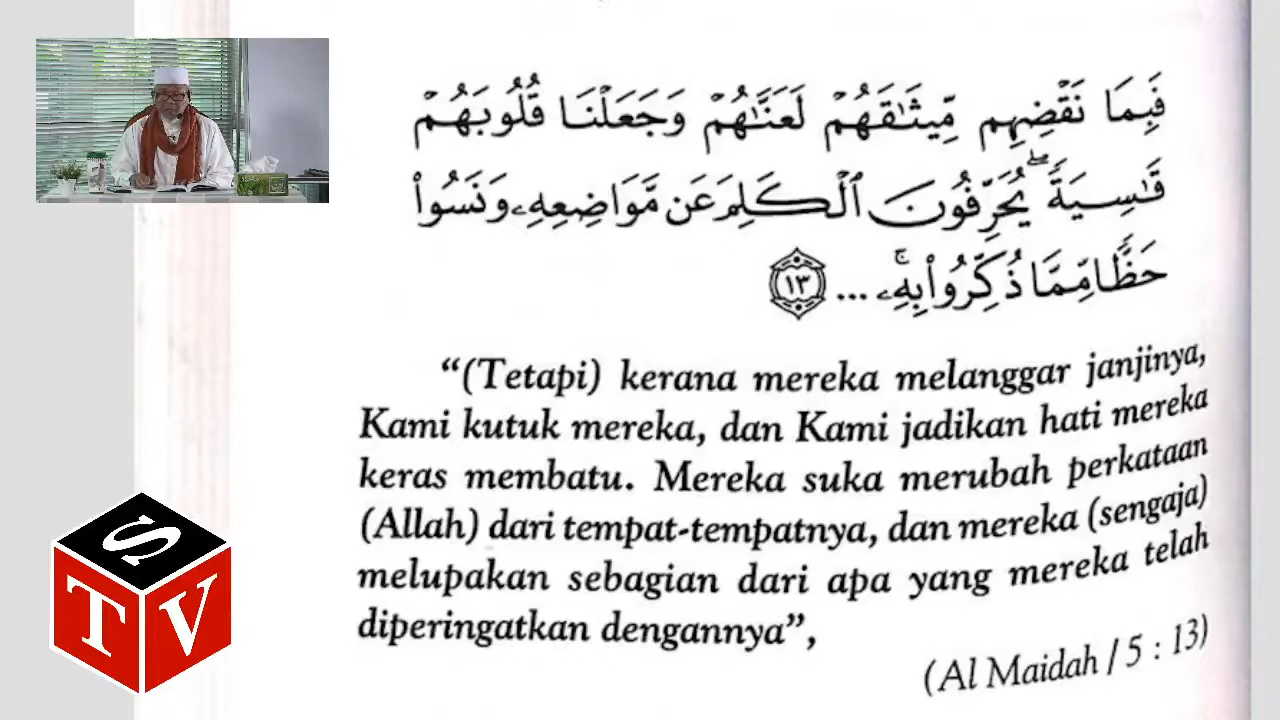 فَبِمَا نَقْضِهِم مِّيثَٰقَهُمْ لَعَنَّٰهُمْ وَجَعَلْنَا قُلُوبَهُمْ
قَٰسِيَةً ۖ يُحَرِّفُونَ ٱلْكَلِمَ عَن مَّوَاضِعِهِۦ وَنَسُوا۟
حَظًّا مِّمَّا ذُكِّرُوا۟ بِهِۦ ۚ ... ١٣
“(Tetapi) kerana mereka melanggar janjinya,
Kami kutuk mereka, dan Kami jadikan hati mereka
keras membatu. Mereka suka merubah perkataan
(Allah) dari tempat-tempatnya, dan mereka (sengaja)
melupakan sebagian dari apa yang mereka telah
diperingatkan dengannya”,
(Al Maidah / 5 : 13)
S
T V